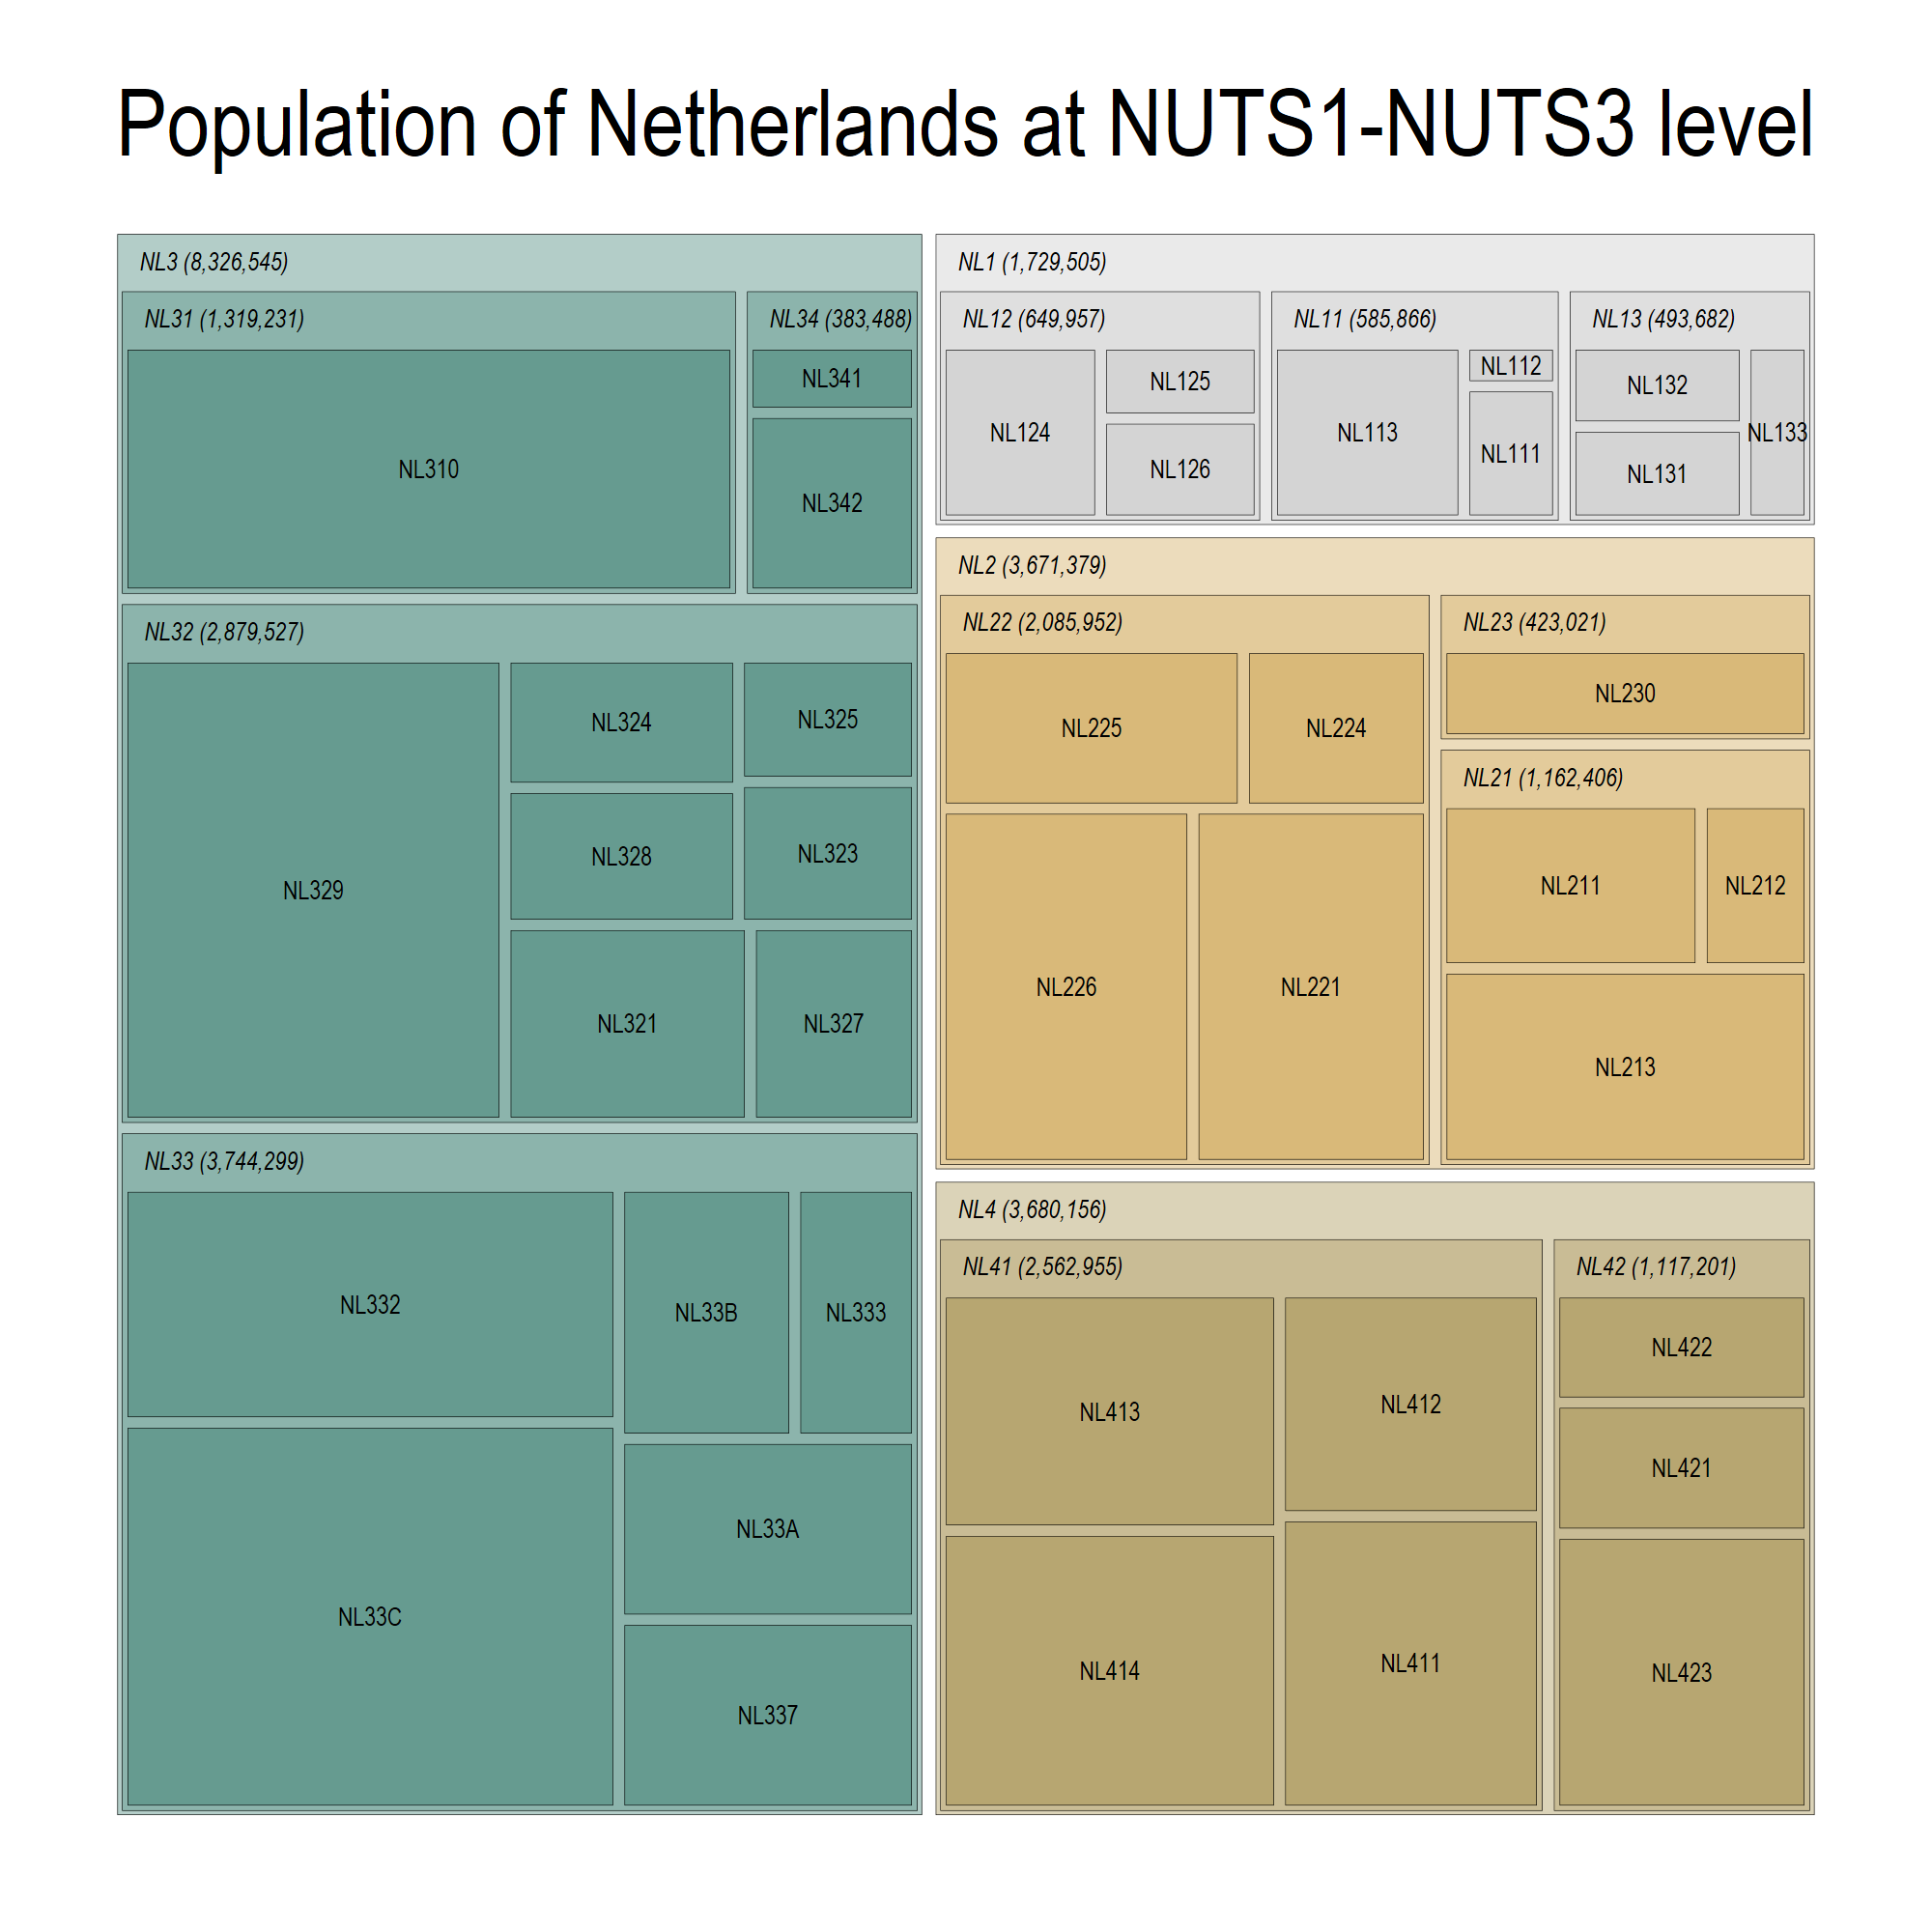 Population of Netherlands at NUTS1-NUTS3 level
NL3 (8,326,545)
NL31 (1,319,231)
NL310
NL34 (383,488)
NL341
NL342
NL32 (2,879,527)
NL329
NL324
NL325
NL328
NL323
NL321
NL327
NL33 (3,744,299)
NL332
NL33B
NL333
NL33C
NL33A
NL337
NL1 (1,729,505)
NL12 (649,957)
NL124
NL125
NL126
NL11 (585,866)
NL113
NL112
NL111
NL13 (493,682)
NL132
NL131
NL133
NL2 (3,671,379)
NL22 (2,085,952)
NL225
NL224
NL226
NL221
NL23 (423,021)
NL230
NL21 (1,162,406)
NL211
NL212
NL213
NL4 (3,680,156)
NL41 (2,562,955)
NL413
NL412
NL414
NL411
NL42 (1,117,201)
NL422
NL421
NL423